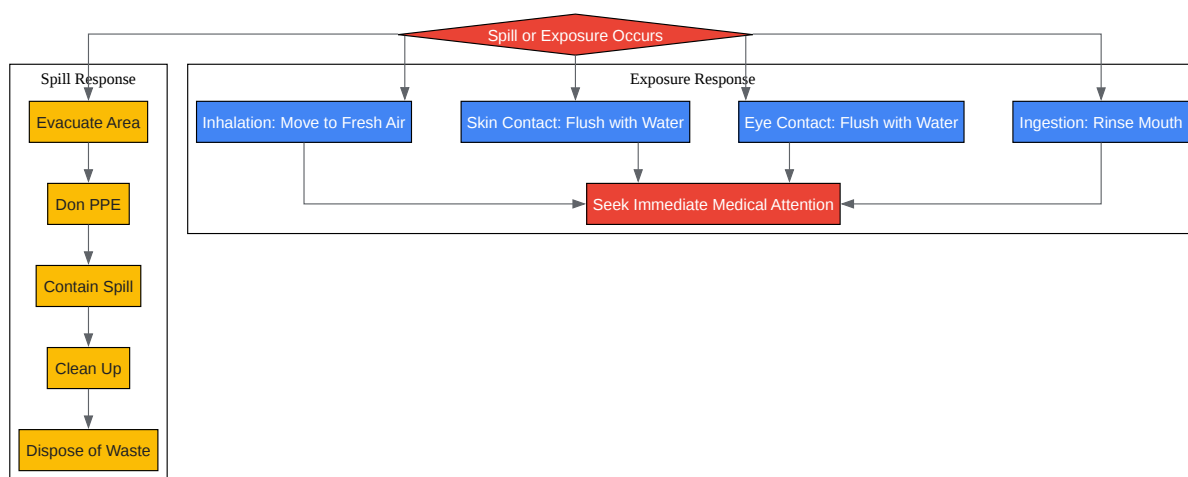 Spill or Exposure Occurs
Spill Response
Exposure Response
Evacuate Area
Inhalation: Move to Fresh Air
Skin Contact: Flush with Water
Eye Contact: Flush with Water
Ingestion: Rinse Mouth
Don PPE
Seek Immediate Medical Attention
Contain Spill
Clean Up
Dispose of Waste